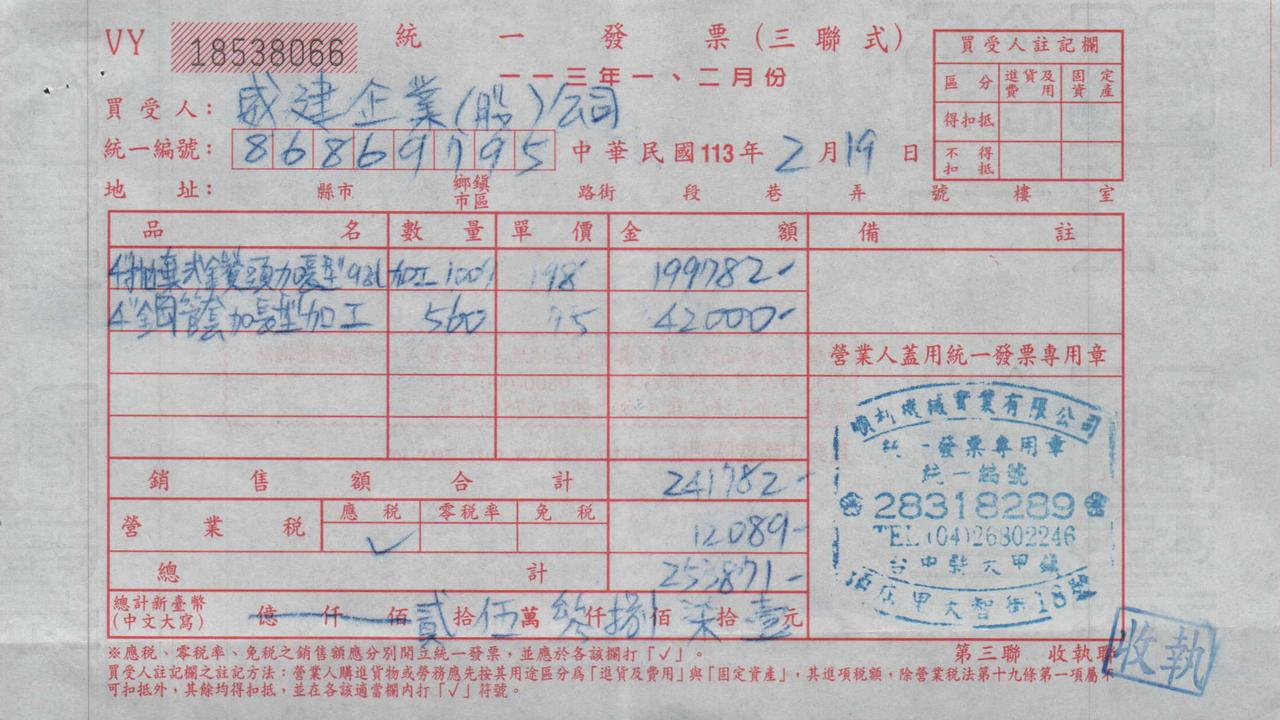 VY 18538066 統一發票(三聯式)
一一三年一、二月份
買受人註記欄
區分 進貨及費用 固定資產
得扣抵
不得扣抵
買受人: 威建企業(股)公司
統一編號: 86869795 中華民國113年2月19日
地址: 縣市 鄉鎮市區 路街 段 巷 弄 號 樓 室
品名 數量 單價 金額 備註
加長型 加工 198 199782-
4"鋼管套加長型加工 560 75 42000-
營業人蓋用統一發票專用章
機械實業有限公司
統一發票專用章
統一編號
28318289
TEL(04)26802246
台中縣大甲鎮
甲大智街18號
銷售額合計 241782-
營業稅 應稅 零稅率 免稅 12089-
✓
總計 253871-
總計新臺幣(中文大寫) 億仟佰貳拾伍萬參仟捌佰柒拾壹元
※應稅、零稅率、免稅之銷售額應分別開立統一發票,並應於各該欄打「✓」。
第三聯 收執聯
收執
買受人註記欄之註記方法:營業人購進貨物或勞務應先按其用途區分為「進貨及費用」與「固定資產」,其進項稅額,除營業稅法第十九條第一項屬不
可扣抵外,其餘均得扣抵,並在各該適當欄內打「✓」符號。